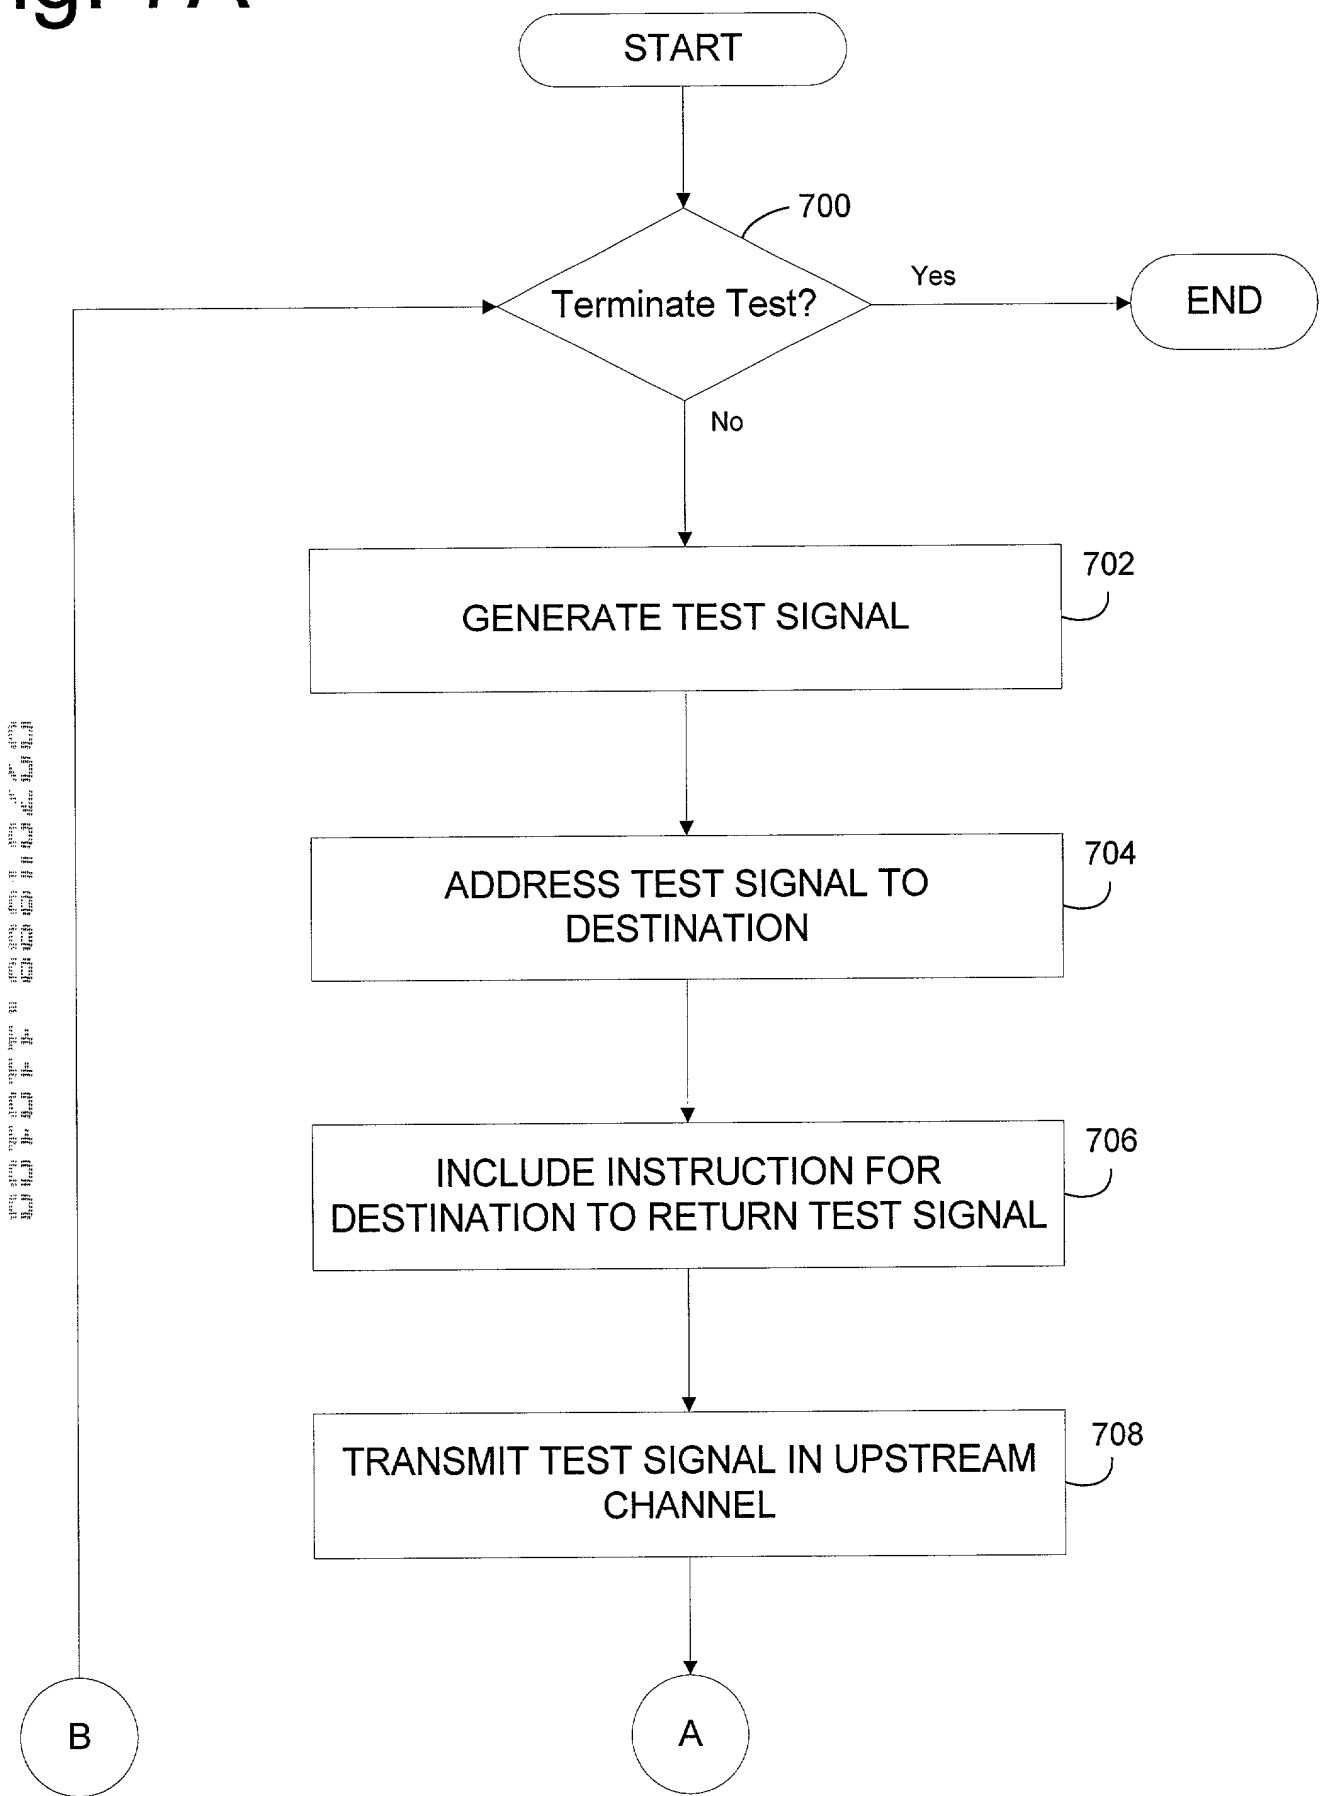 START
700
Terminate Test?
Yes
END
No
702
GENERATE TEST SIGNAL
704
ADDRESS TEST SIGNAL TO
DESTINATION
706
INCLUDE INSTRUCTION FOR
DESTINATION TO RETURN TEST SIGNAL
708
TRANSMIT TEST SIGNAL IN UPSTREAM
CHANNEL
B
A